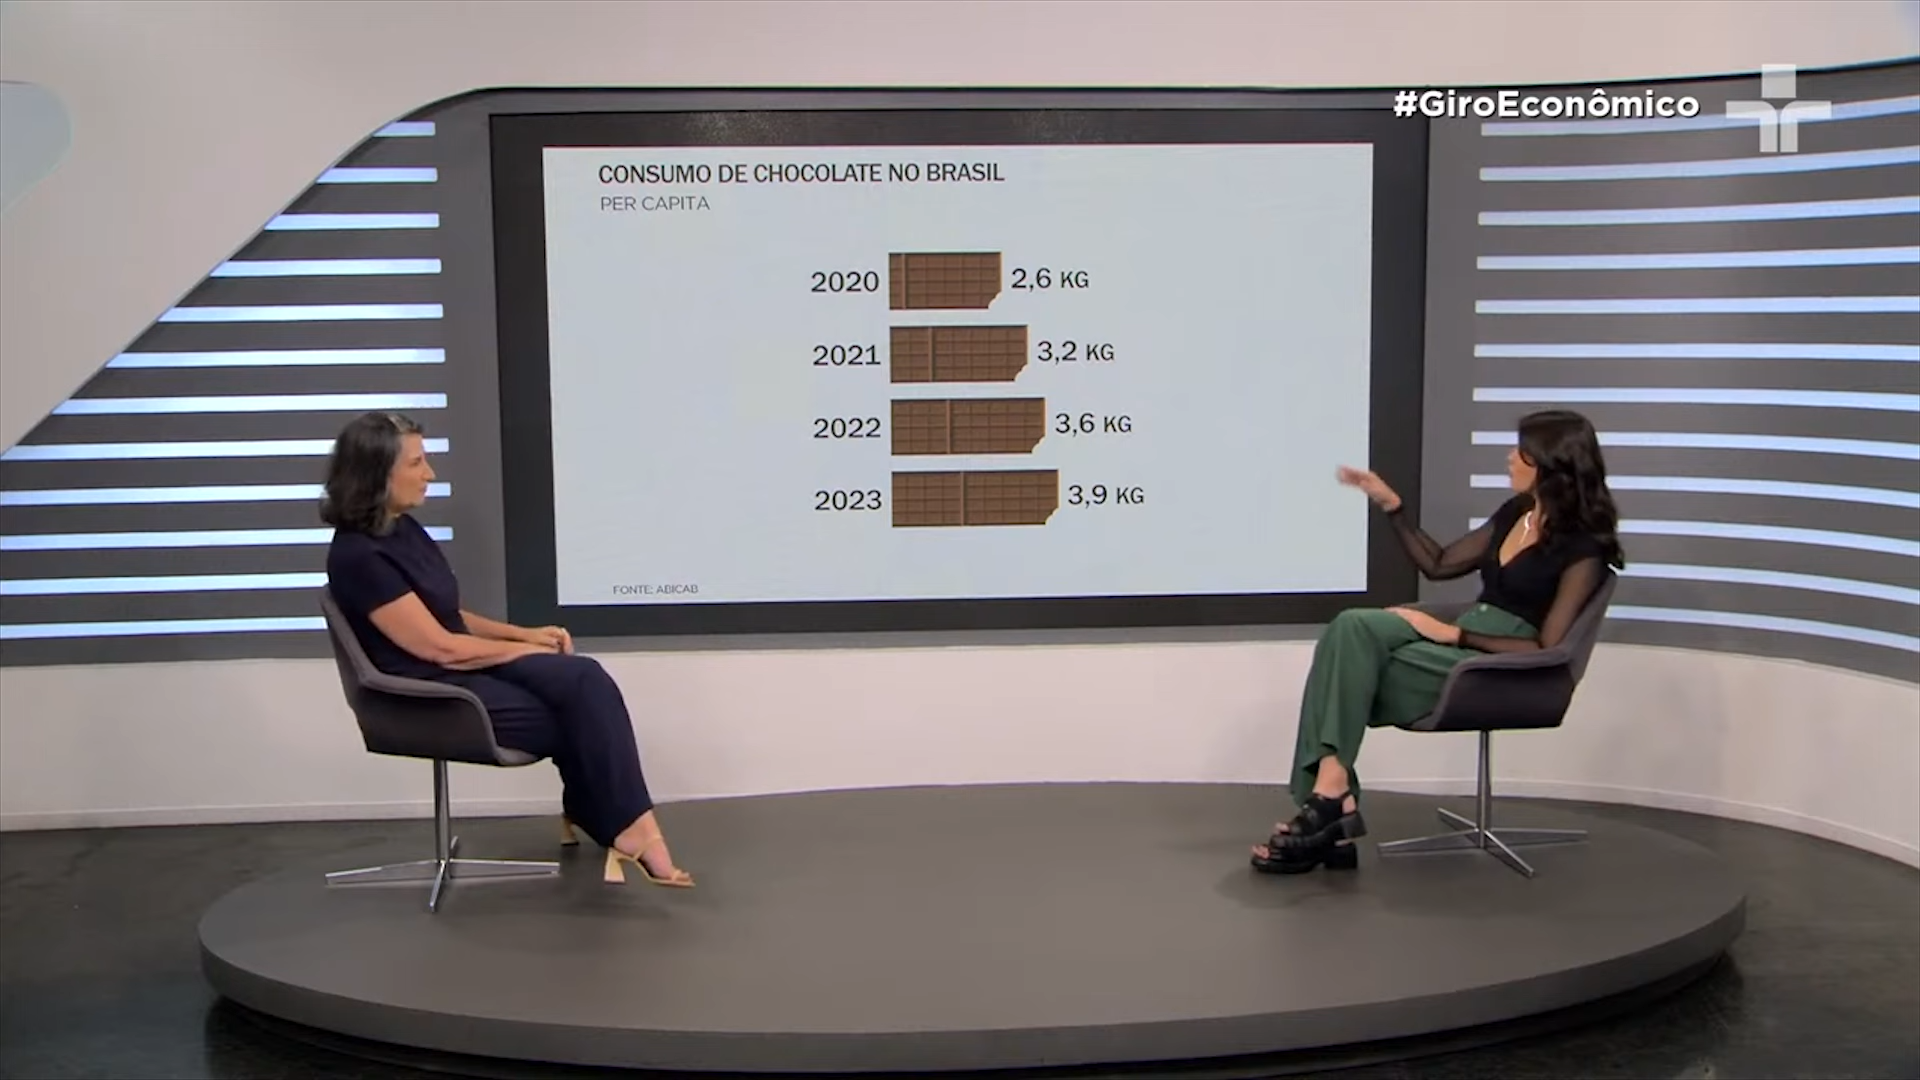 #GiroEconômico
CONSUMO DE CHOCOLATE NO BRASIL
PER CAPITA
2020 2,6 KG
2021 3,2 KG
2022 3,6 KG
2023 3,9 KG
FONTE: ABICAB